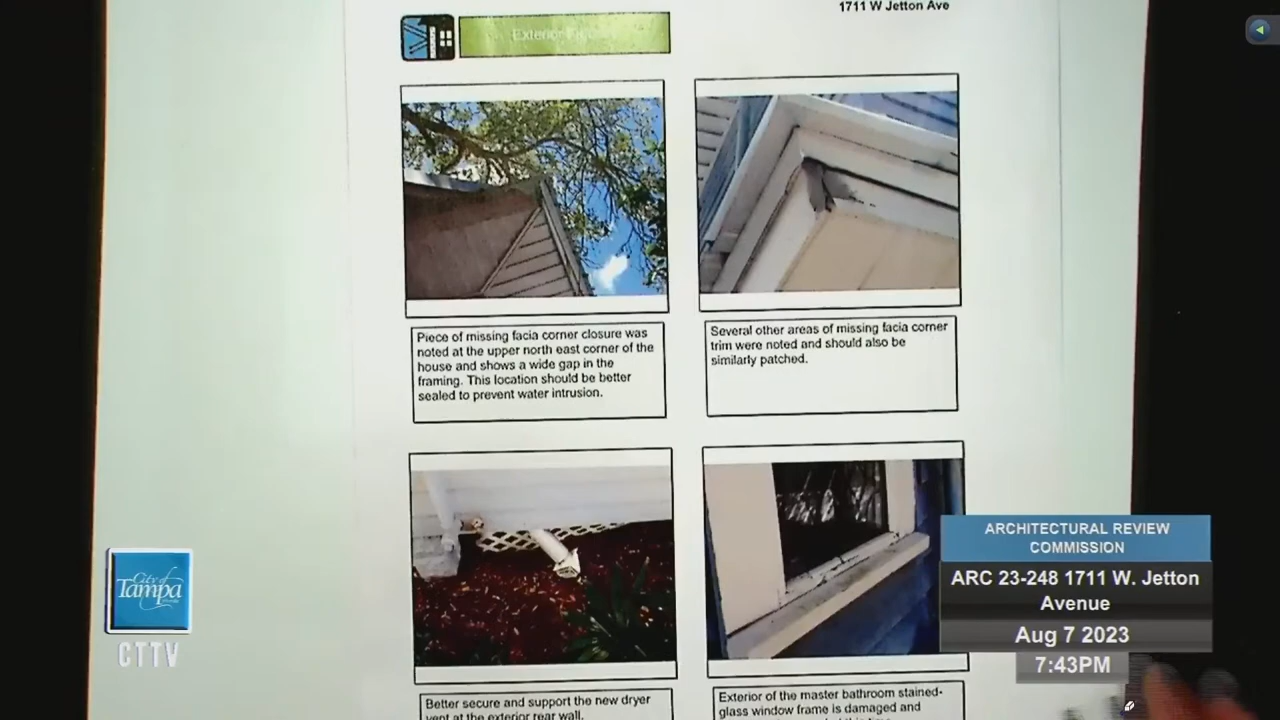 1711 W Jetton Ave
Exterior
Piece of missing facia corner closure was
noted at the upper north east corner of the
house and shows a wide gap in the
framing. This location should be better
sealed to prevent water intrusion.
Several other areas of missing facia corner
trim were noted and should also be
similarly patched.
Better secure and support the new dryer
vent at the exterior rear wall.
Exterior of the master bathroom stained-
glass window frame is damaged and
ARCHITECTURAL REVIEW
COMMISSION
ARC 23-248 1711 W. Jetton
Avenue
Aug 7 2023
7:43PM
City of
Tampa
CTTV